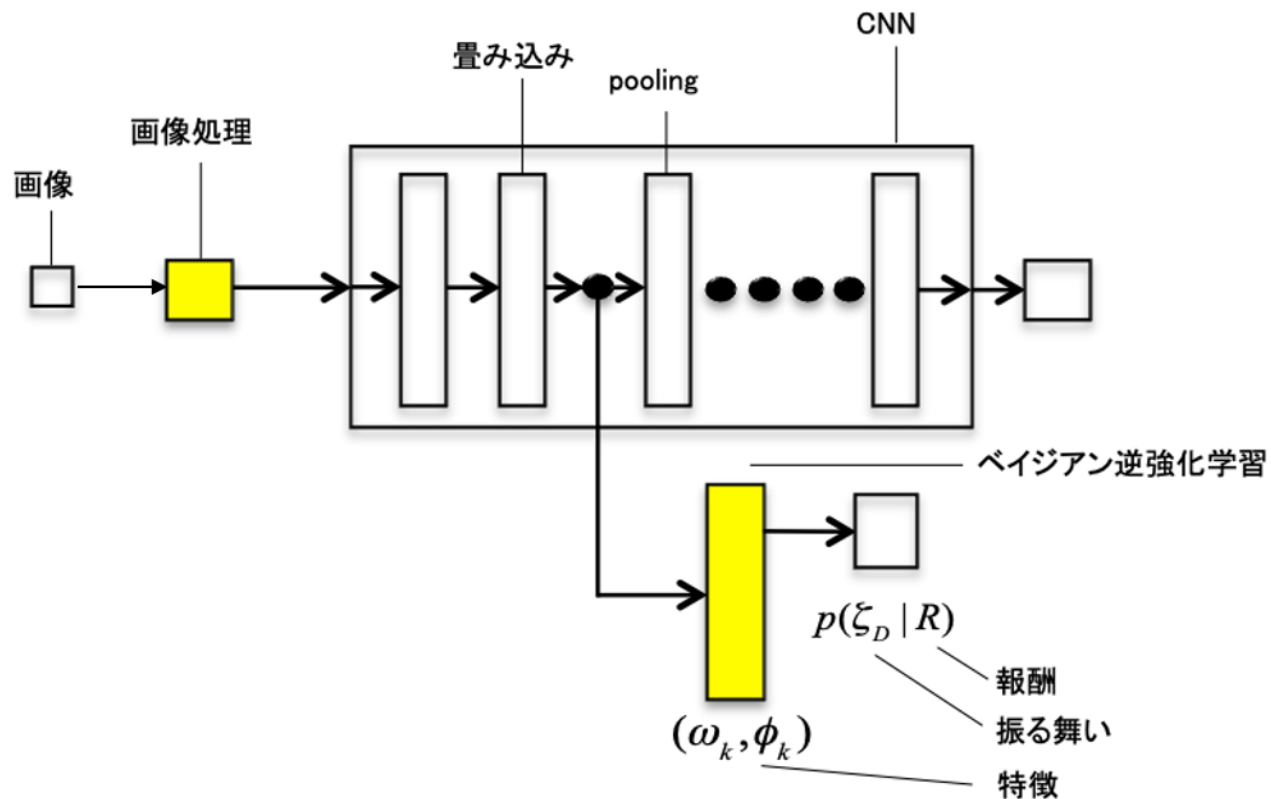 CNN
畳み込み
pooling
画像処理
画像
ベイジアン逆強化学習
p(ζ_D | R)
報酬
(ω_k, ϕ_k)
振る舞い
特徴